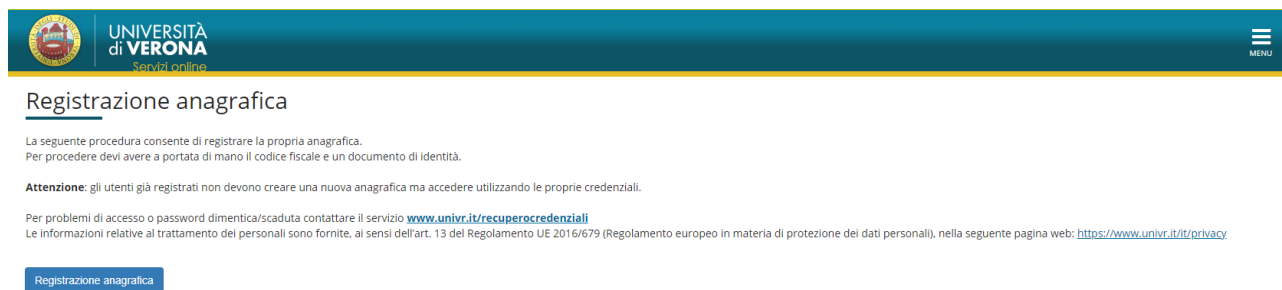 UNIVERSITÀ
di VERONA
Servizi online
MENU
Registrazione anagrafica
La seguente procedura consente di registrare la propria anagrafica.
Per procedere devi avere a portata di mano il codice fiscale e un documento di identità.
Attenzione: gli utenti già registrati non devono creare una nuova anagrafica ma accedere utilizzando le proprie credenziali.
Per problemi di accesso o password dimentica/scaduta contattare il servizio www.univr.it/recuperocredenziali
Le informazioni relative al trattamento dei personali sono fornite, ai sensi dell'art. 13 del Regolamento UE 2016/679 (Regolamento europeo in materia di protezione dei dati personali), nella seguente pagina web: https://www.univr.it/it/privacy
Registrazione anagrafica